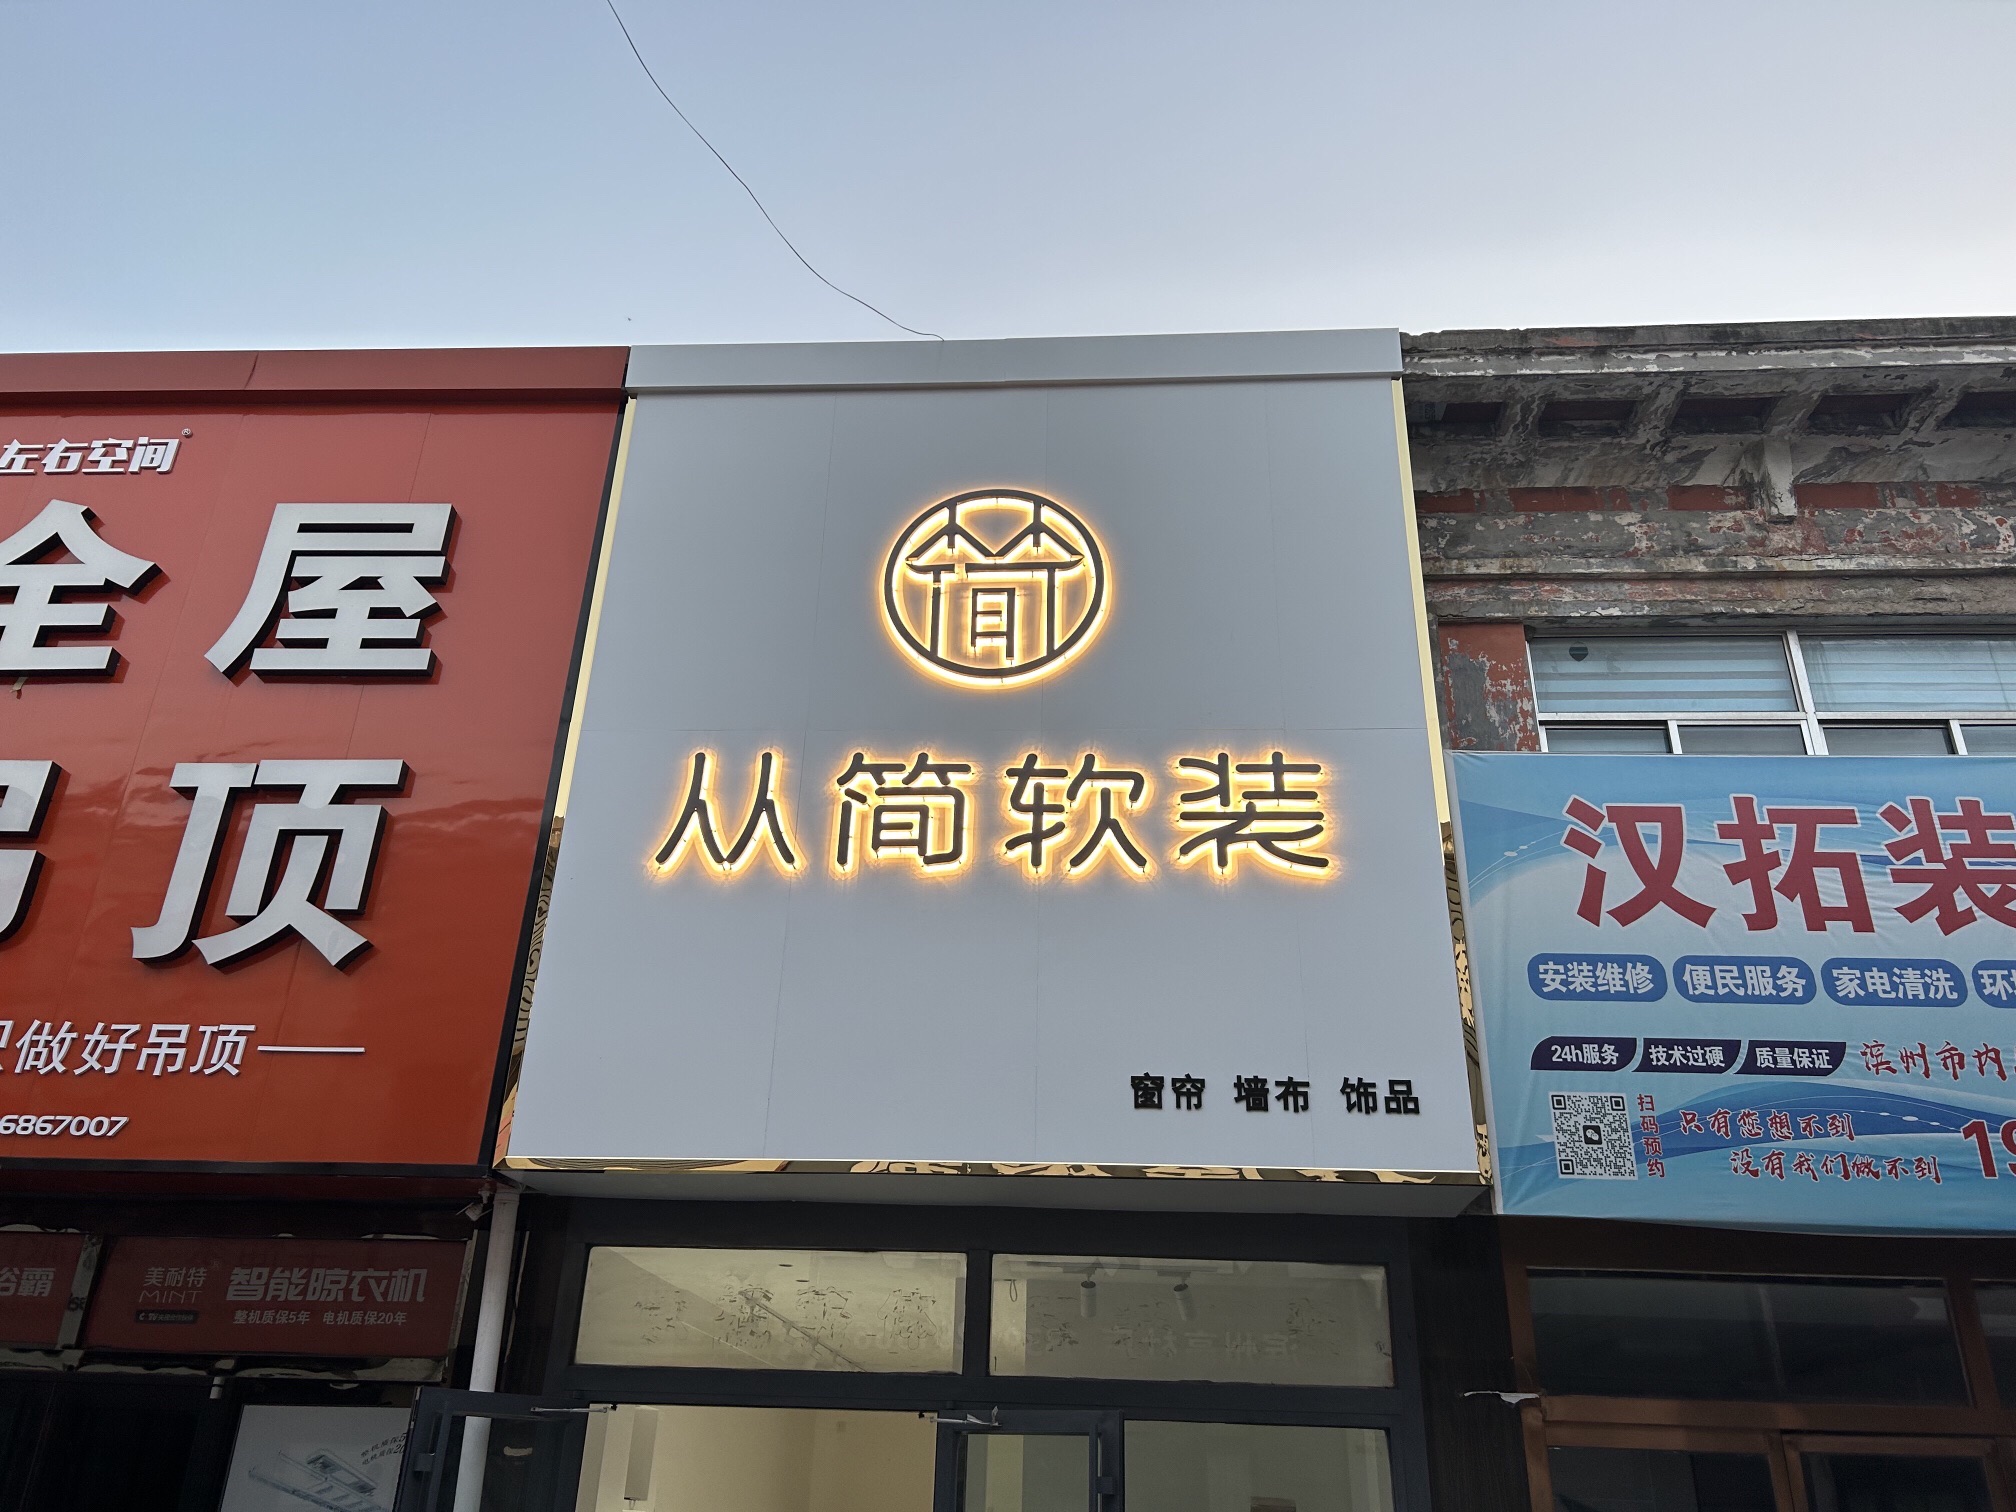 左右空间®
全屋
吊顶
只做好吊顶——
6867007
美耐特
MINT
智能晾衣机
整机质保5年 电机质保20年
简
从简软装
窗帘 墙布 饰品
汉拓装
安装维修 便民服务 家电清洗 环
24h服务 技术过硬 质量保证 滨州市内
扫码预约
只有您想不到
没有我们做不到
19